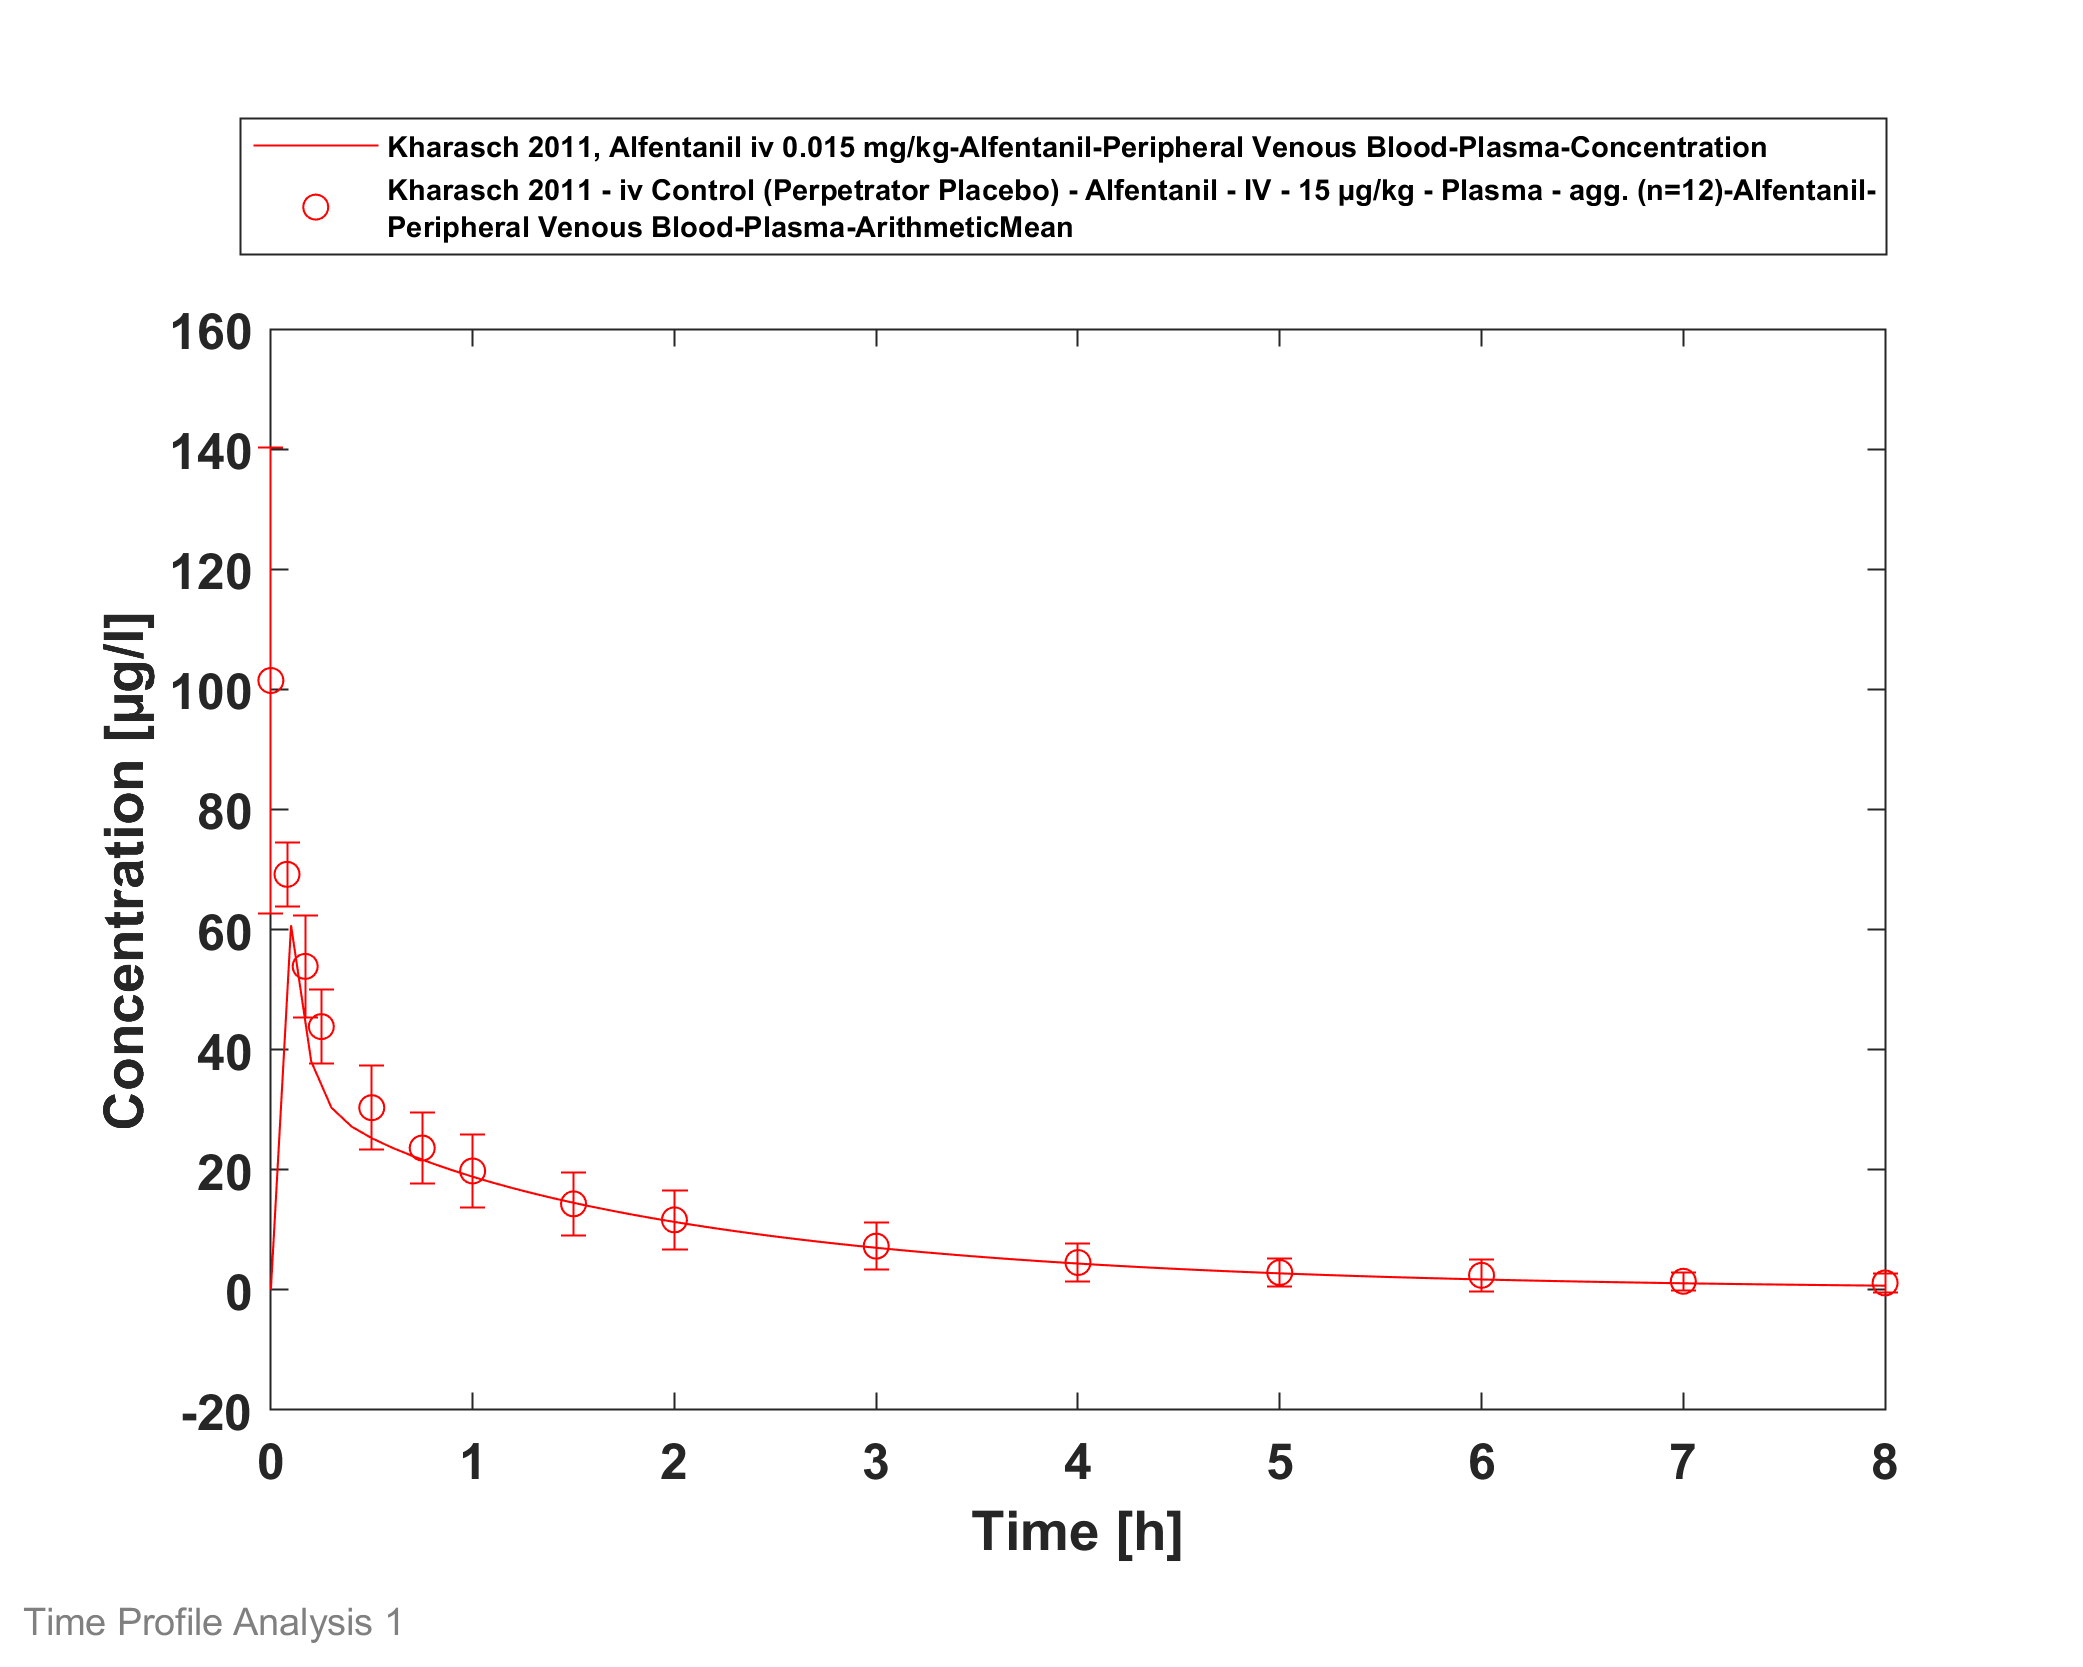 Kharasch 2011, Alfentanil iv 0.015 mg/kg-Alfentanil-Peripheral Venous Blood-Plasma-Concentration
Kharasch 2011 - iv Control (Perpetrator Placebo) - Alfentanil - IV - 15 µg/kg - Plasma - agg. (n=12)-Alfentanil-
Peripheral Venous Blood-Plasma-ArithmeticMean
160
140
120
100
80
60
40
20
0
-20
Concentration [µg/l]
0 1 2 3 4 5 6 7 8
Time [h]
Time Profile Analysis 1